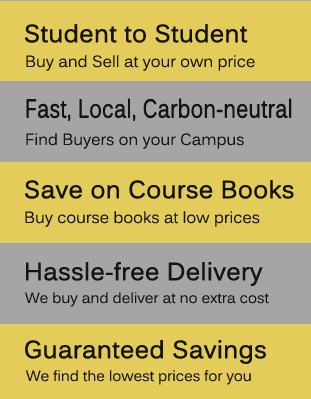 Student to Student
Buy and Sell at your own price
Fast, Local, Carbon-neutral
Find Buyers on your Campus
Save on Course Books
Buy course books at low prices
Hassle-free Delivery
We buy and deliver at no extra cost
Guaranteed Savings
We find the lowest prices for you